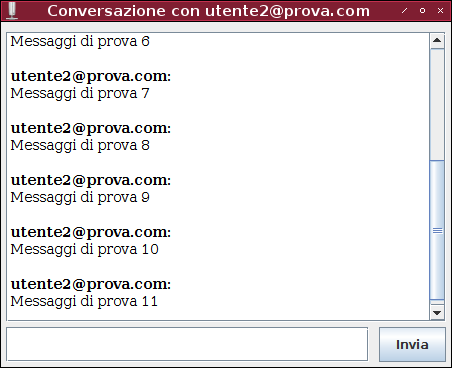 Conversazione con utente2@prova.com
Messaggi di prova 6
utente2@prova.com:
Messaggi di prova 7
utente2@prova.com:
Messaggi di prova 8
utente2@prova.com:
Messaggi di prova 9
utente2@prova.com:
Messaggi di prova 10
utente2@prova.com:
Messaggi di prova 11
Invia